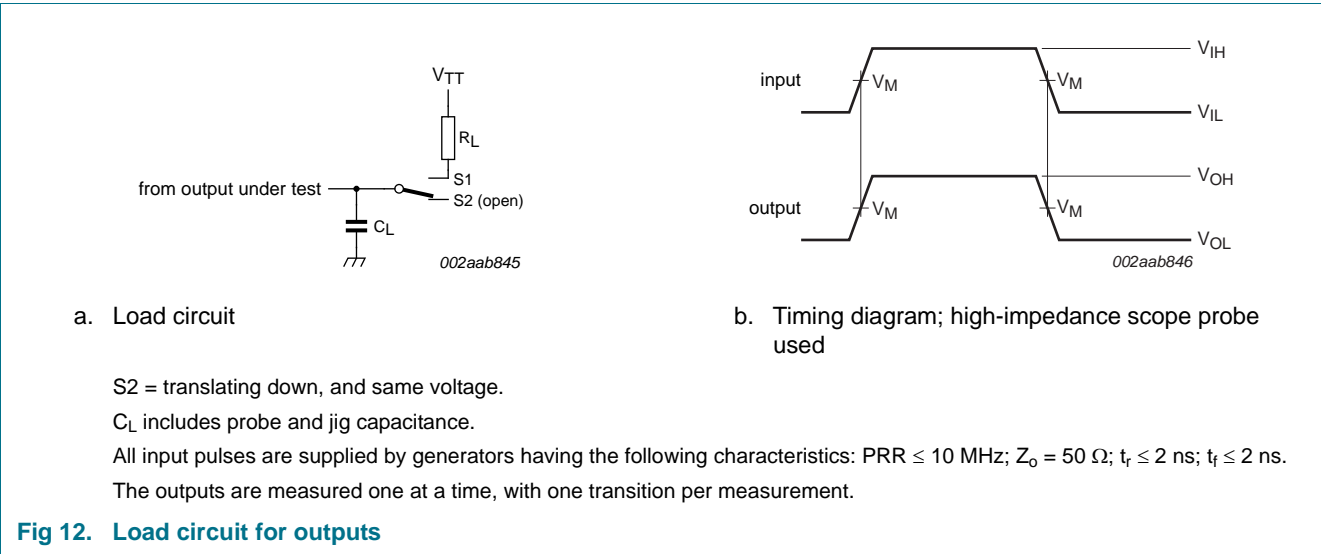 VTT
RL
S1
from output under test
S2 (open)
CL
002aab845
input
VM
VM
VIH
VIL
output
VM
VM
VOH
VOL
002aab846
a. Load circuit
b. Timing diagram; high-impedance scope probe
used
S2 = translating down, and same voltage.
CL includes probe and jig capacitance.
All input pulses are supplied by generators having the following characteristics: PRR ≤ 10 MHz; Zo = 50 Ω; tr ≤ 2 ns; tf ≤ 2 ns.
The outputs are measured one at a time, with one transition per measurement.
Fig 12. Load circuit for outputs